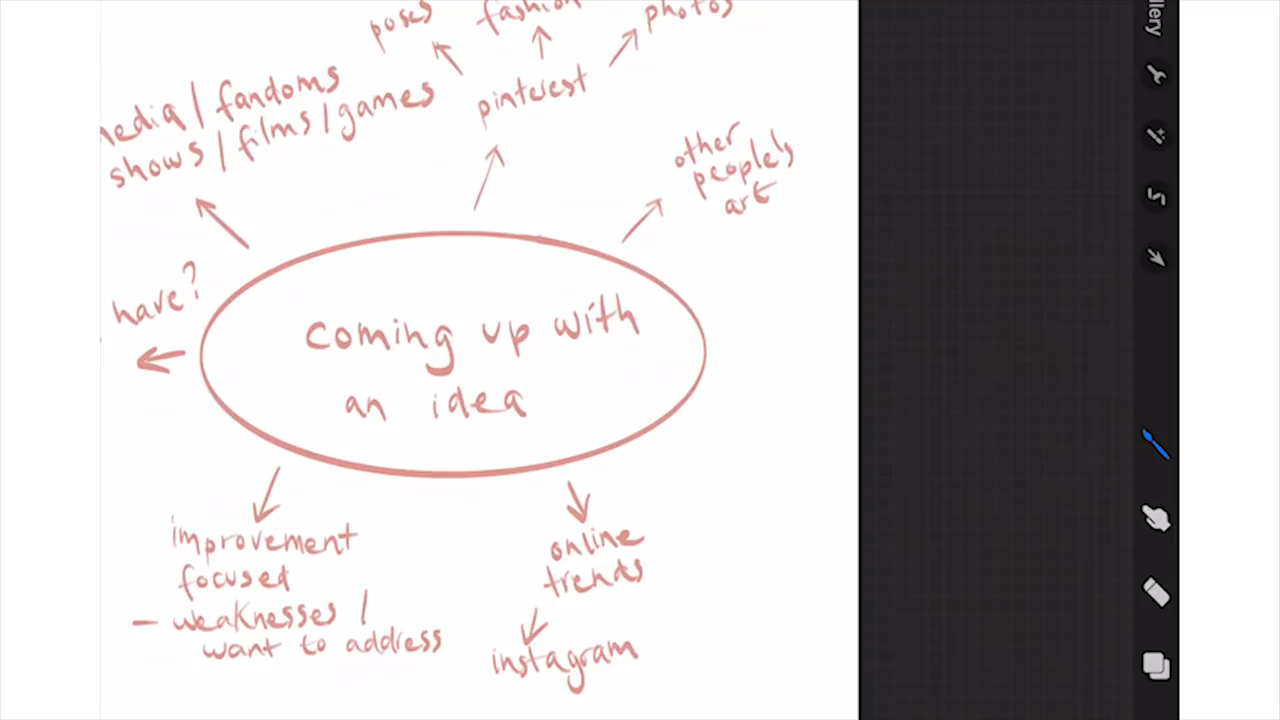 poses
fashion
photos
pinterest
media / fandoms
shows / films / games
other
people's
art
have?
coming up with
an idea
improvement
focused
- weaknesses /
want to address
online
trends
instagram